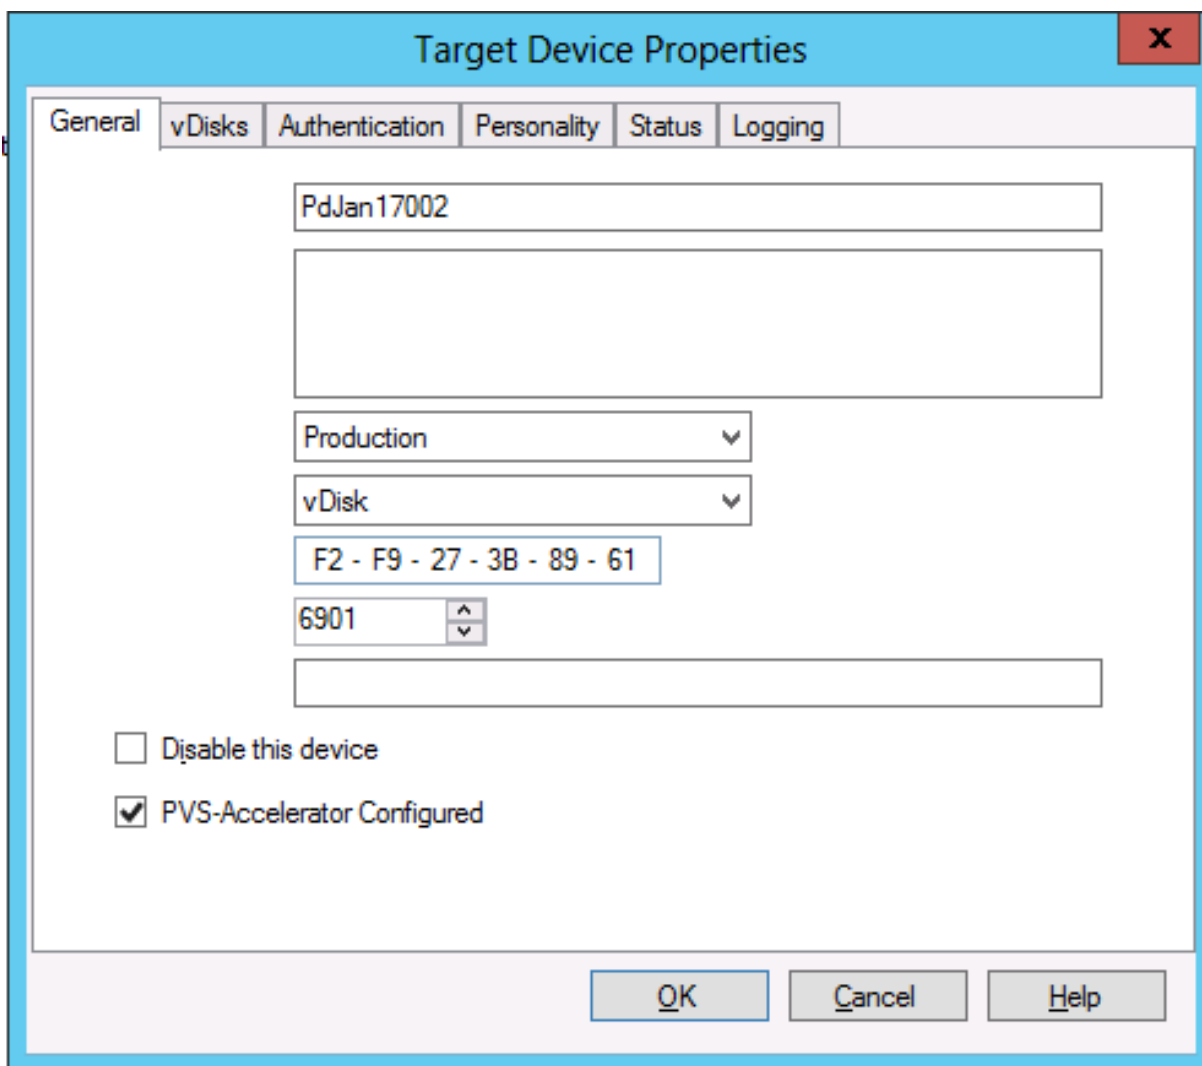 Target Device Properties
x
General vDisks Authentication Personality Status Logging
PdJan17002
Production
vDisk
F2 - F9 - 27 - 3B - 89 - 61
6901
Disable this device
PVS-Accelerator Configured
OK Cancel Help